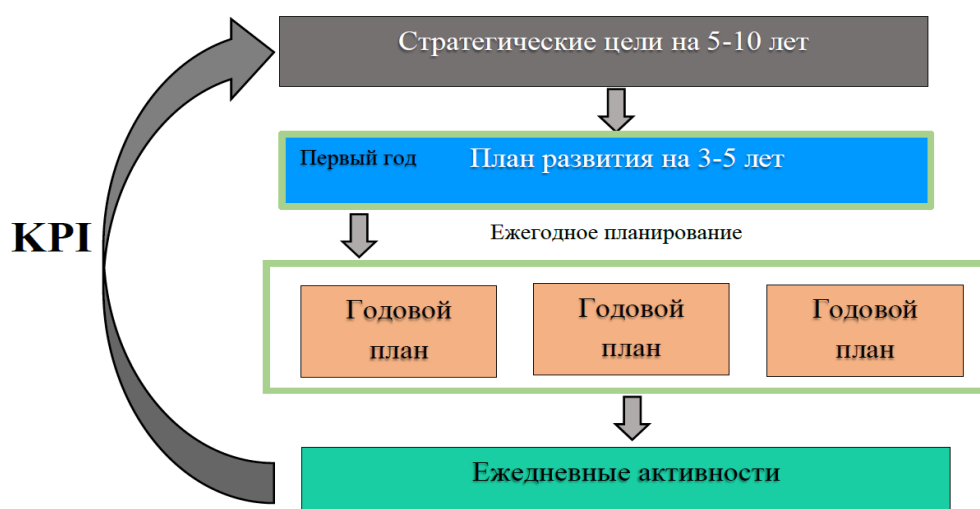 Стратегические цели на 5-10 лет
Первый год План развития на 3-5 лет
KPI
Ежегодное планирование
Годовой
план
Годовой
план
Годовой
план
Ежедневные активности